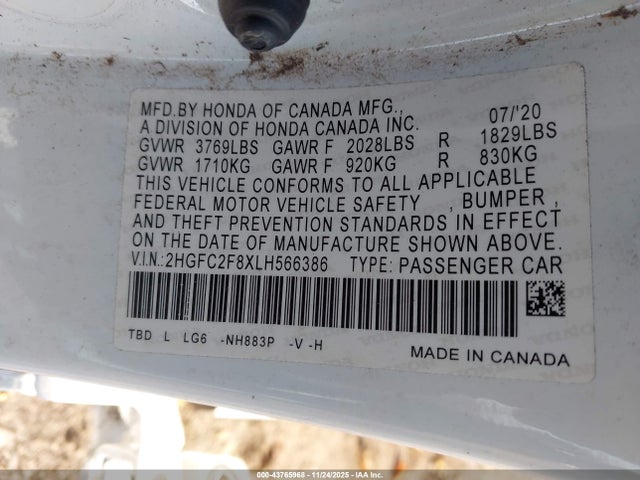 MFD.BY HONDA OF CANADA MFG., 07/'20
A DIVISION OF HONDA CANADA INC.
GVWR 3769LBS GAWR F 2028LBS R 1829LBS
GVWR 1710KG GAWR F 920KG R 830KG
THIS VEHICLE CONFORMS TO ALL APPLICABLE
FEDERAL MOTOR VEHICLE SAFETY , BUMPER ,
AND THEFT PREVENTION STANDARDS IN EFFECT
ON THE DATE OF MANUFACTURE SHOWN ABOVE.
V.I.N.:2HGFC2F8XLH566386 TYPE: PASSENGER CAR
TBD L LG6 -NH883P -V -H
MADE IN CANADA
000-43765968 - 11/24/2025 - IAA Inc.